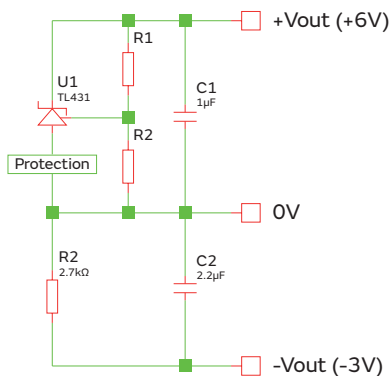 +Vout (+6V)
R1
U1
TL431
C1
1µF
R2
Protection
0V
R2
2.7kΩ
C2
2.2µF
-Vout (-3V)